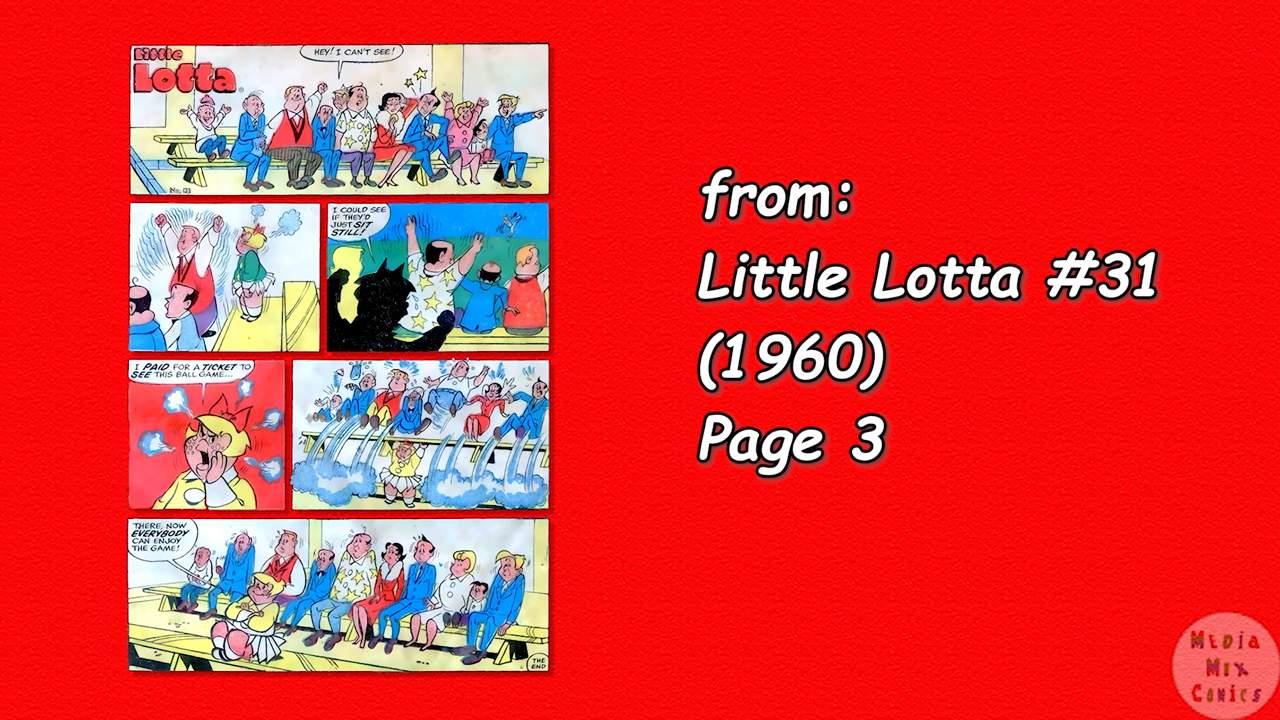 Little
Lotta
HEY! I CAN'T SEE!
I COULD SEE
IF THEY'D
JUST SIT
STILL!
I PAID FOR A TICKET TO
SEE THIS BALL GAME...
THERE, NOW
EVERYBODY
CAN ENJOY
THE GAME!
THE
END
from:
Little Lotta #31
(1960)
Page 3
MEDiA
Mix
CoMics